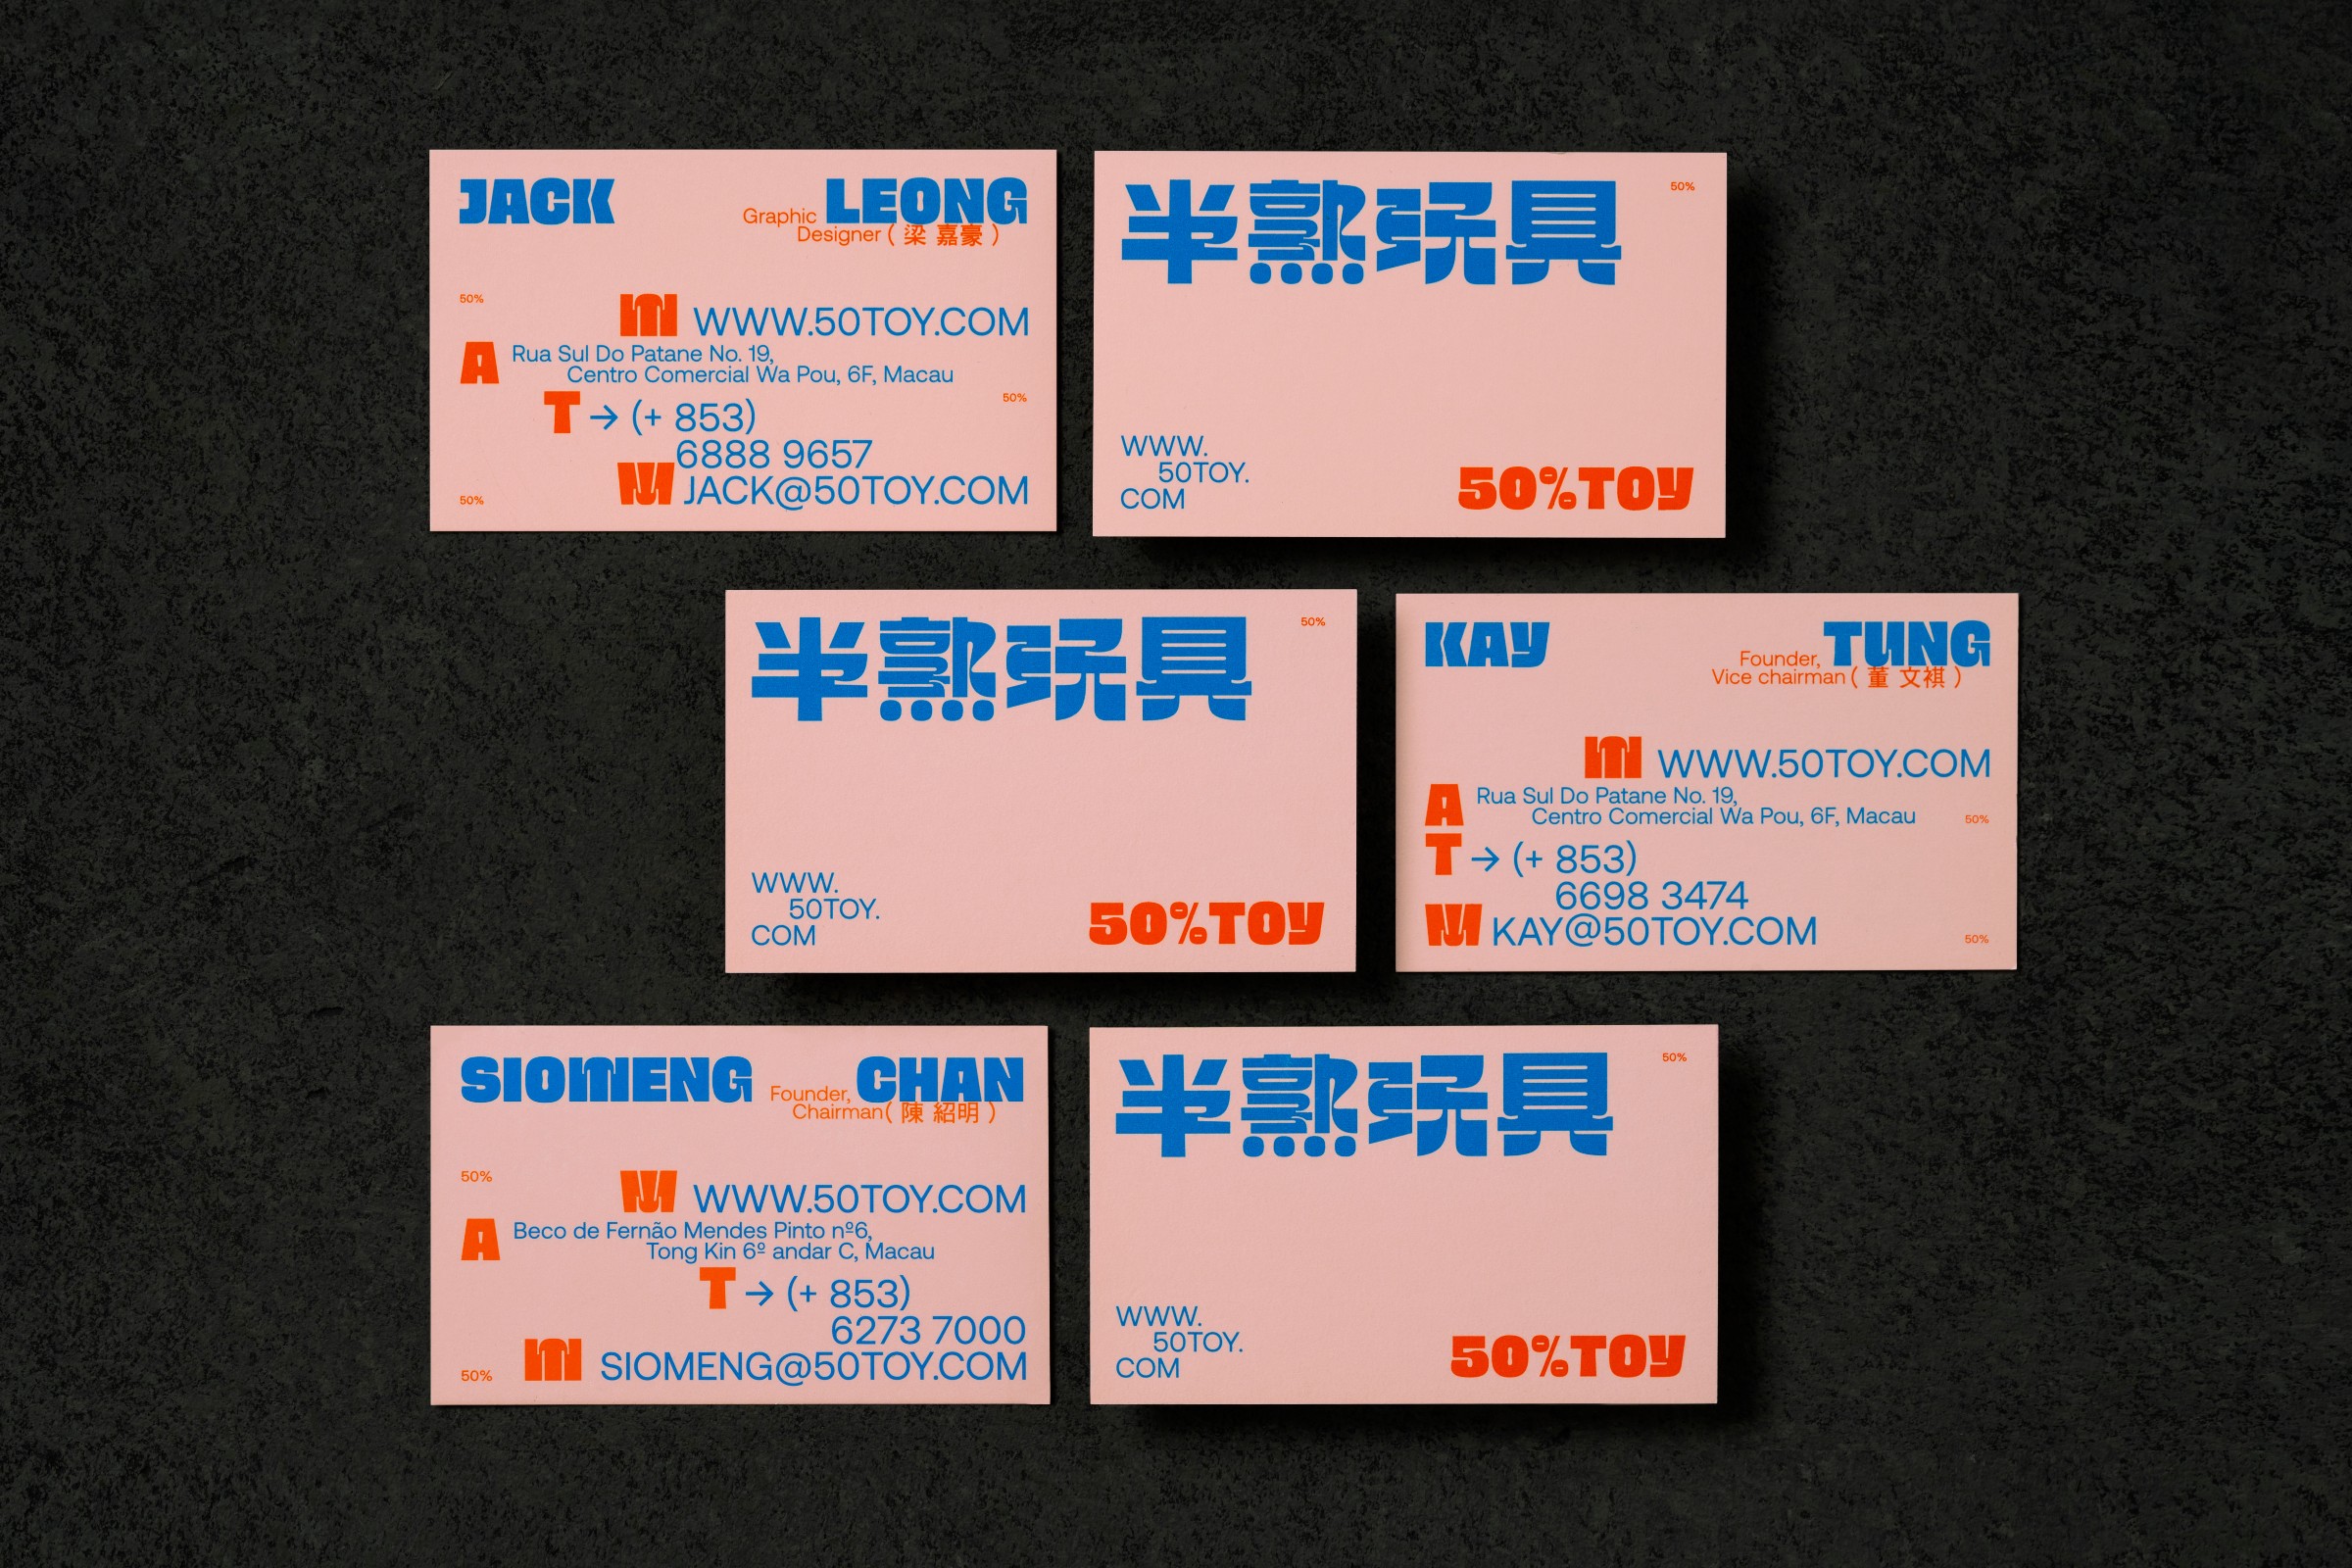 JACK LEONG
Graphic
Designer ( 梁 嘉豪 )
50%
W WWW.50TOY.COM
A Rua Sul Do Patane No. 19,
Centro Comercial Wa Pou, 6F, Macau
T → (+ 853)
50%
6888 9657
M JACK@50TOY.COM
50%
半熟玩具
50%
WWW.
50TOY.
COM
50%TOY
半熟玩具
50%
WWW.
50TOY.
COM
50%TOY
KAY TUNG
Founder,
Vice chairman ( 董 文祺 )
W WWW.50TOY.COM
A Rua Sul Do Patane No. 19,
Centro Comercial Wa Pou, 6F, Macau
50%
T → (+ 853)
6698 3474
M KAY@50TOY.COM
50%
SIOMENG CHAN
Founder,
Chairman ( 陳 紹明 )
50%
M WWW.50TOY.COM
A Beco de Fernão Mendes Pinto nº6,
Tong Kin 6º andar C, Macau
T → (+ 853)
6273 7000
50%
W SIOMENG@50TOY.COM
半熟玩具
50%
WWW.
50TOY.
COM
50%TOY